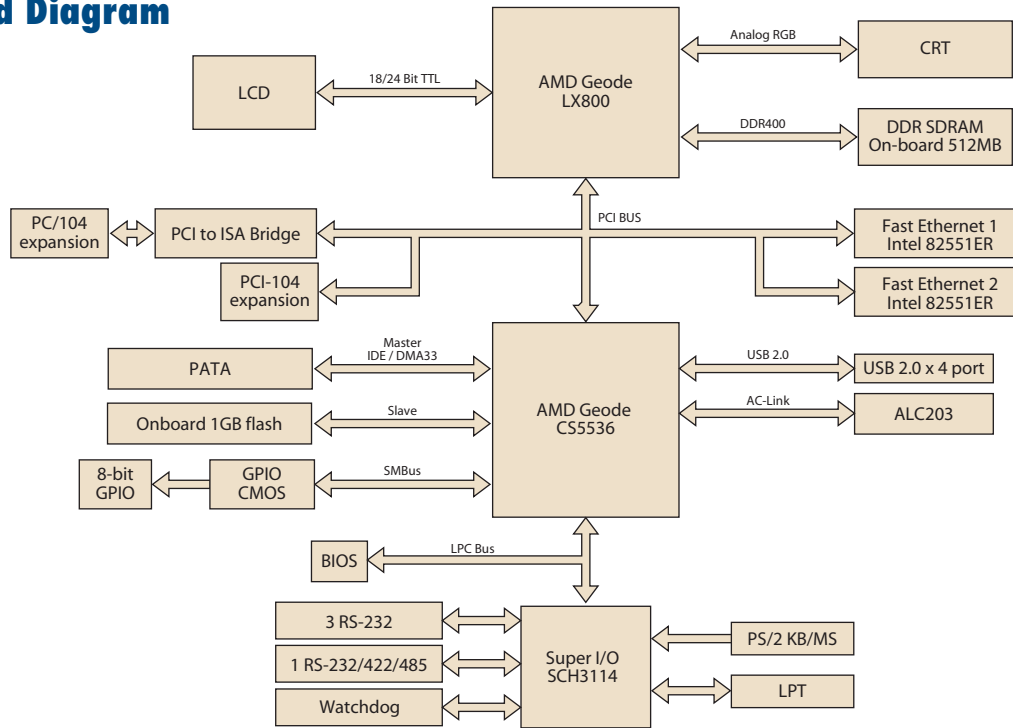 d Diagram
Analog RGB
CRT
AMD Geode
LX800
18/24 Bit TTL
LCD
DDR400
DDR SDRAM
On-board 512MB
PC/104
expansion
PCI to ISA Bridge
PCI BUS
Fast Ethernet 1
Intel 82551ER
PCI-104
expansion
Fast Ethernet 2
Intel 82551ER
Master
IDE / DMA33
PATA
USB 2.0
USB 2.0 x 4 port
AMD Geode
CS5536
Onboard 1GB flash
Slave
AC-Link
ALC203
8-bit
GPIO
GPIO
CMOS
SMBus
BIOS
LPC Bus
3 RS-232
1 RS-232/422/485
Watchdog
Super I/O
SCH3114
PS/2 KB/MS
LPT